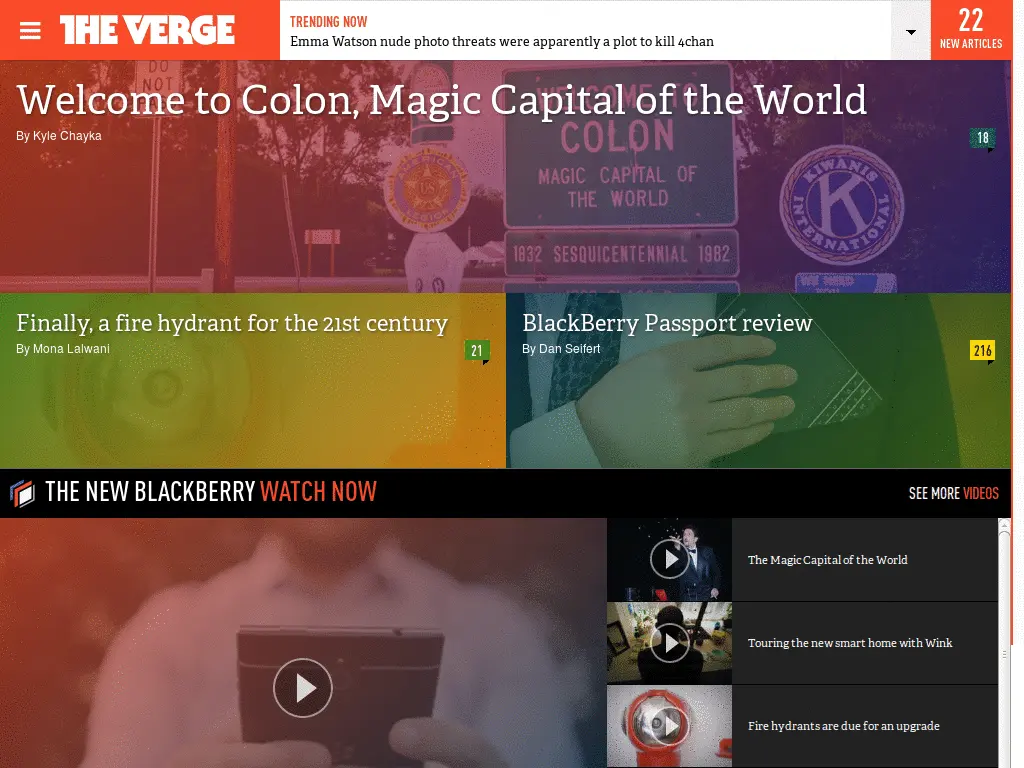 THE VERGE
TRENDING NOW
Emma Watson nude photo threats were apparently a plot to kill 4chan
22
NEW ARTICLES
Welcome to Colon, Magic Capital of the World
By Kyle Chayka
18
DO
NOT
WELCOME TO
COLON
MAGIC CAPITAL OF
THE WORLD
1832 SESQUICENTENNIAL 1982
AMERICAN
US
LEGION
KIWANIS
K
INTERNATIONAL
Finally, a fire hydrant for the 21st century
By Mona Lalwani
21
BlackBerry Passport review
By Dan Seifert
216
THE NEW BLACKBERRY WATCH NOW
SEE MORE VIDEOS
The Magic Capital of the World
Touring the new smart home with Wink
Fire hydrants are due for an upgrade